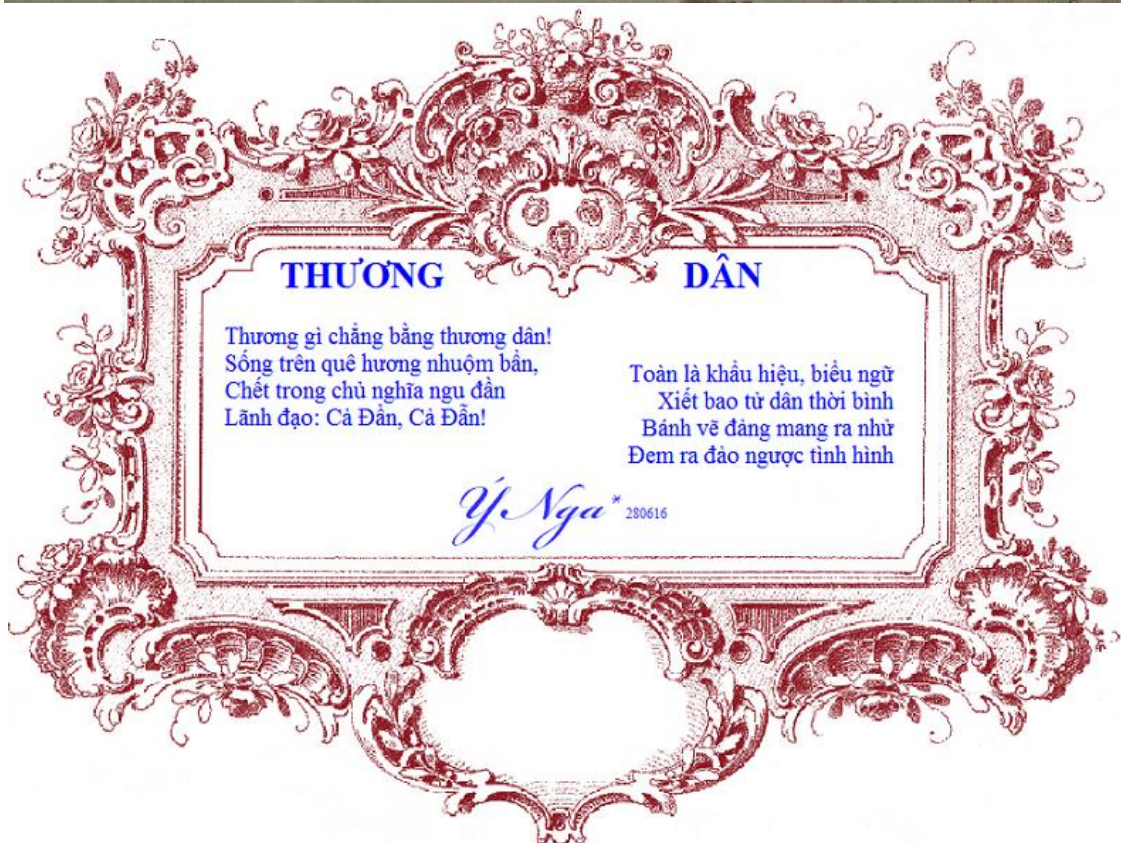 THƯƠNG DÂN
Thương gì chẳng bằng thương dân!
Sống trên quê hương nhuộm bẩn,
Chết trong chủ nghĩa ngu đần
Lãnh đạo: Cả Đần, Cả Đẫn!
Toàn là khẩu hiệu, biểu ngữ
Xiết bao tử dân thời bình
Bánh vẽ đảng mang ra nhử
Đem ra đảo ngược tình hình
Ý Nga* 280616